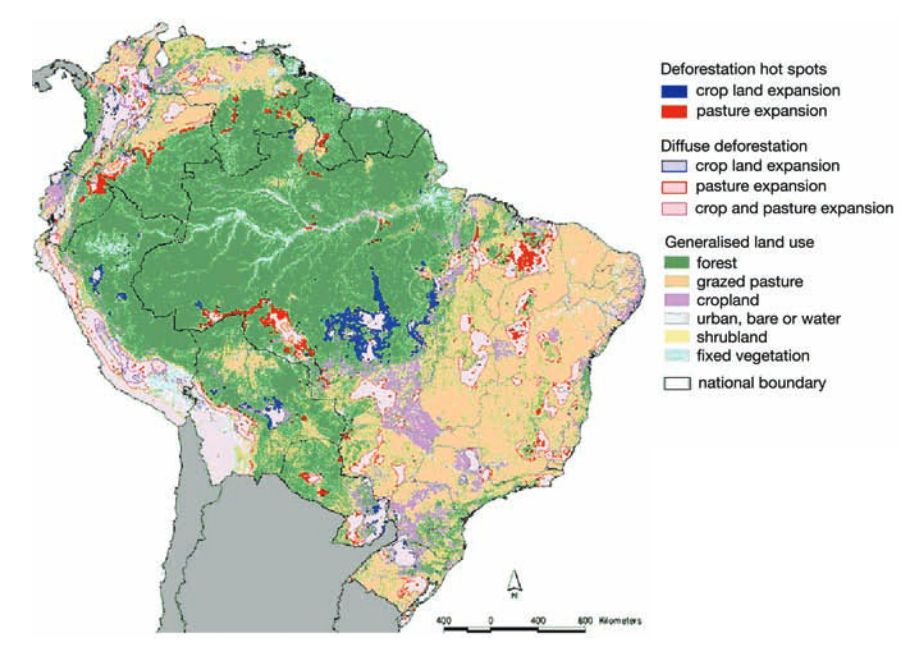 Deforestation hot spots
crop land expansion
pasture expansion
Diffuse deforestation
crop land expansion
pasture expansion
crop and pasture expansion
Generalised land use
forest
grazed pasture
cropland
urban, bare or water
shrubland
fixed vegetation
national boundary
N
400 0 400 800 Kilometers